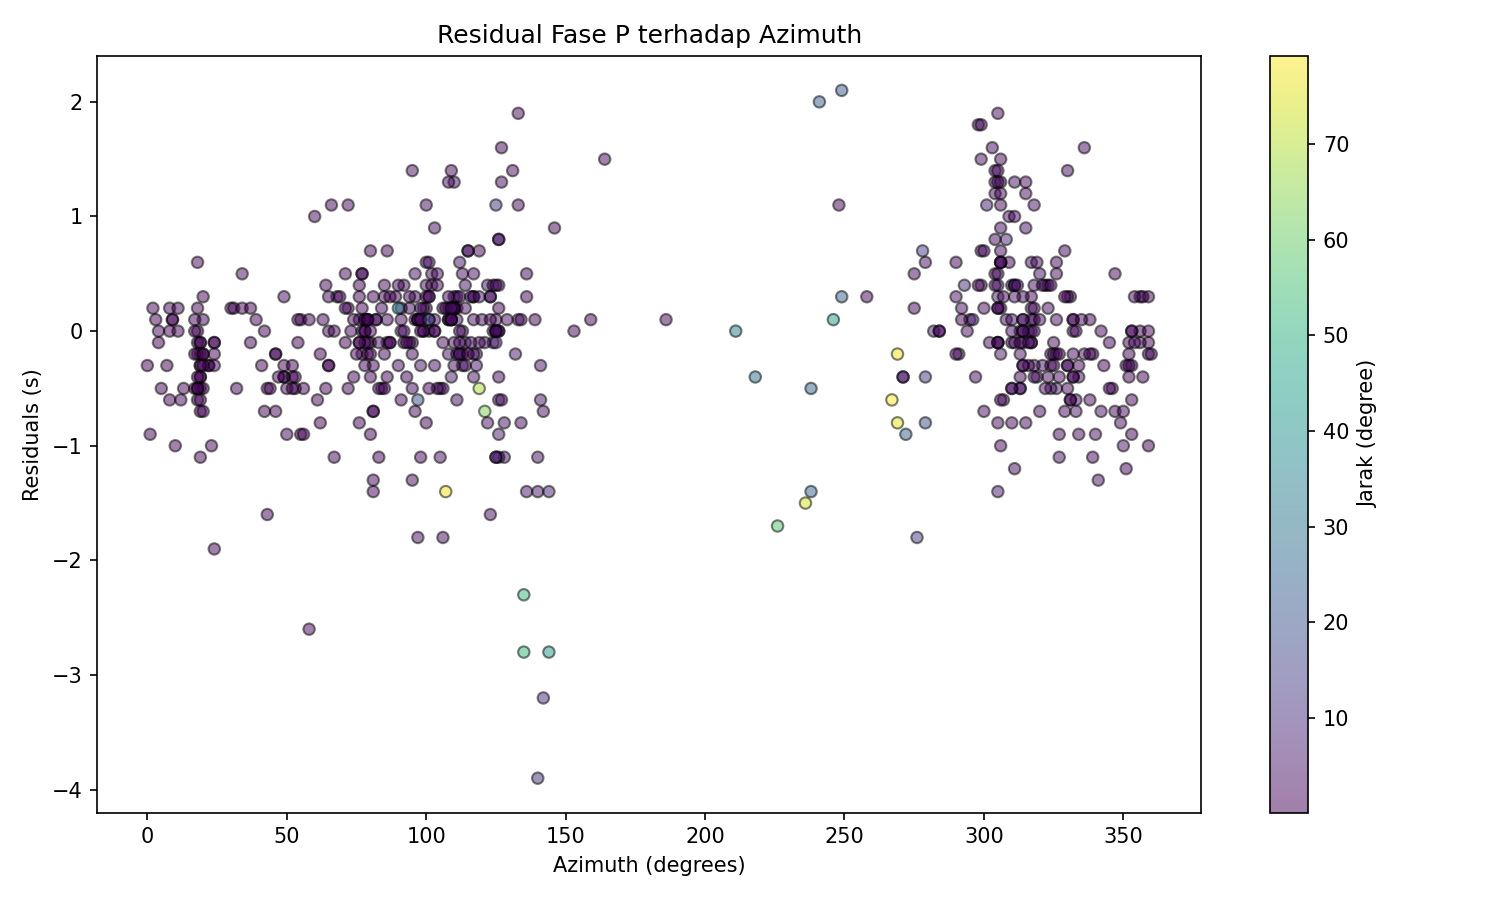 Residual Fase P terhadap Azimuth
2
1
0
−1
−2
−3
−4
Residuals (s)
0 50 100 150 200 250 300 350
Azimuth (degrees)
70
60
50
40
30
20
10
Jarak (degree)